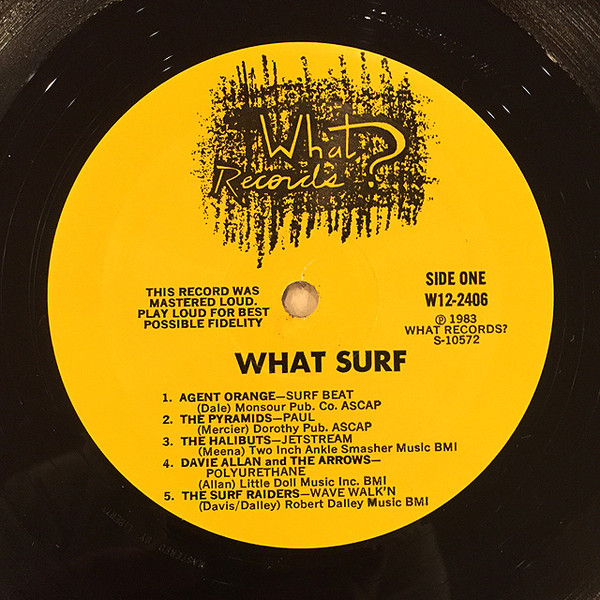 What?
Records
THIS RECORD WAS
MASTERED LOUD.
PLAY LOUD FOR BEST
POSSIBLE FIDELITY
SIDE ONE
W12-2406
℗ 1983
WHAT RECORDS?
S-10572
WHAT SURF
1. AGENT ORANGE—SURF BEAT
(Dale) Monsour Pub. Co. ASCAP
2. THE PYRAMIDS—PAUL
(Mercier) Dorothy Pub. ASCAP
3. THE HALIBUTS—JETSTREAM
(Meena) Two Inch Ankle Smasher Music BMI
4. DAVIE ALLAN and THE ARROWS—
POLYURETHANE
(Allan) Little Doll Music Inc. BMI
5. THE SURF RAIDERS—WAVE WALK'N
(Davis/Dalley) Robert Dalley Music BMI